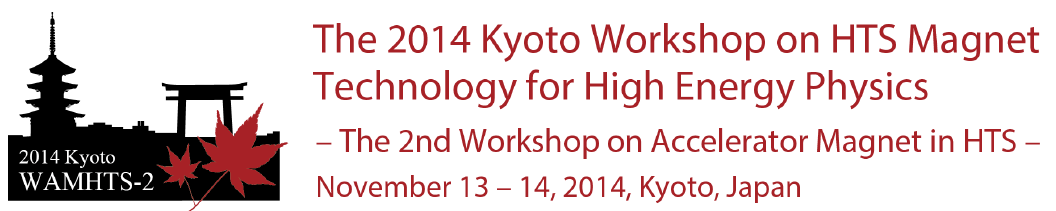 2014 Kyoto
WAMHTS-2
The 2014 Kyoto Workshop on HTS Magnet
Technology for High Energy Physics
– The 2nd Workshop on Accelerator Magnet in HTS –
November 13 – 14, 2014, Kyoto, Japan